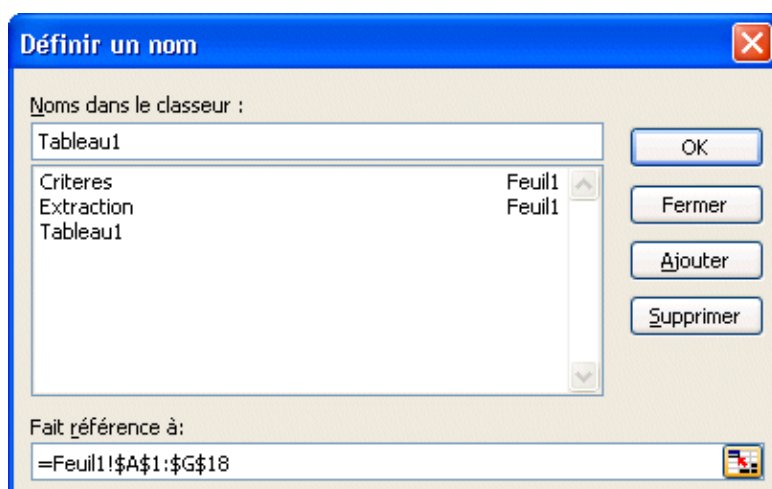 Définir un nom
Noms dans le classeur :
Tableau1
OK
Criteres Feuil1
Extraction Feuil1
Tableau1
Fermer
Ajouter
Supprimer
Fait référence à:
=Feuil1!$A$1:$G$18